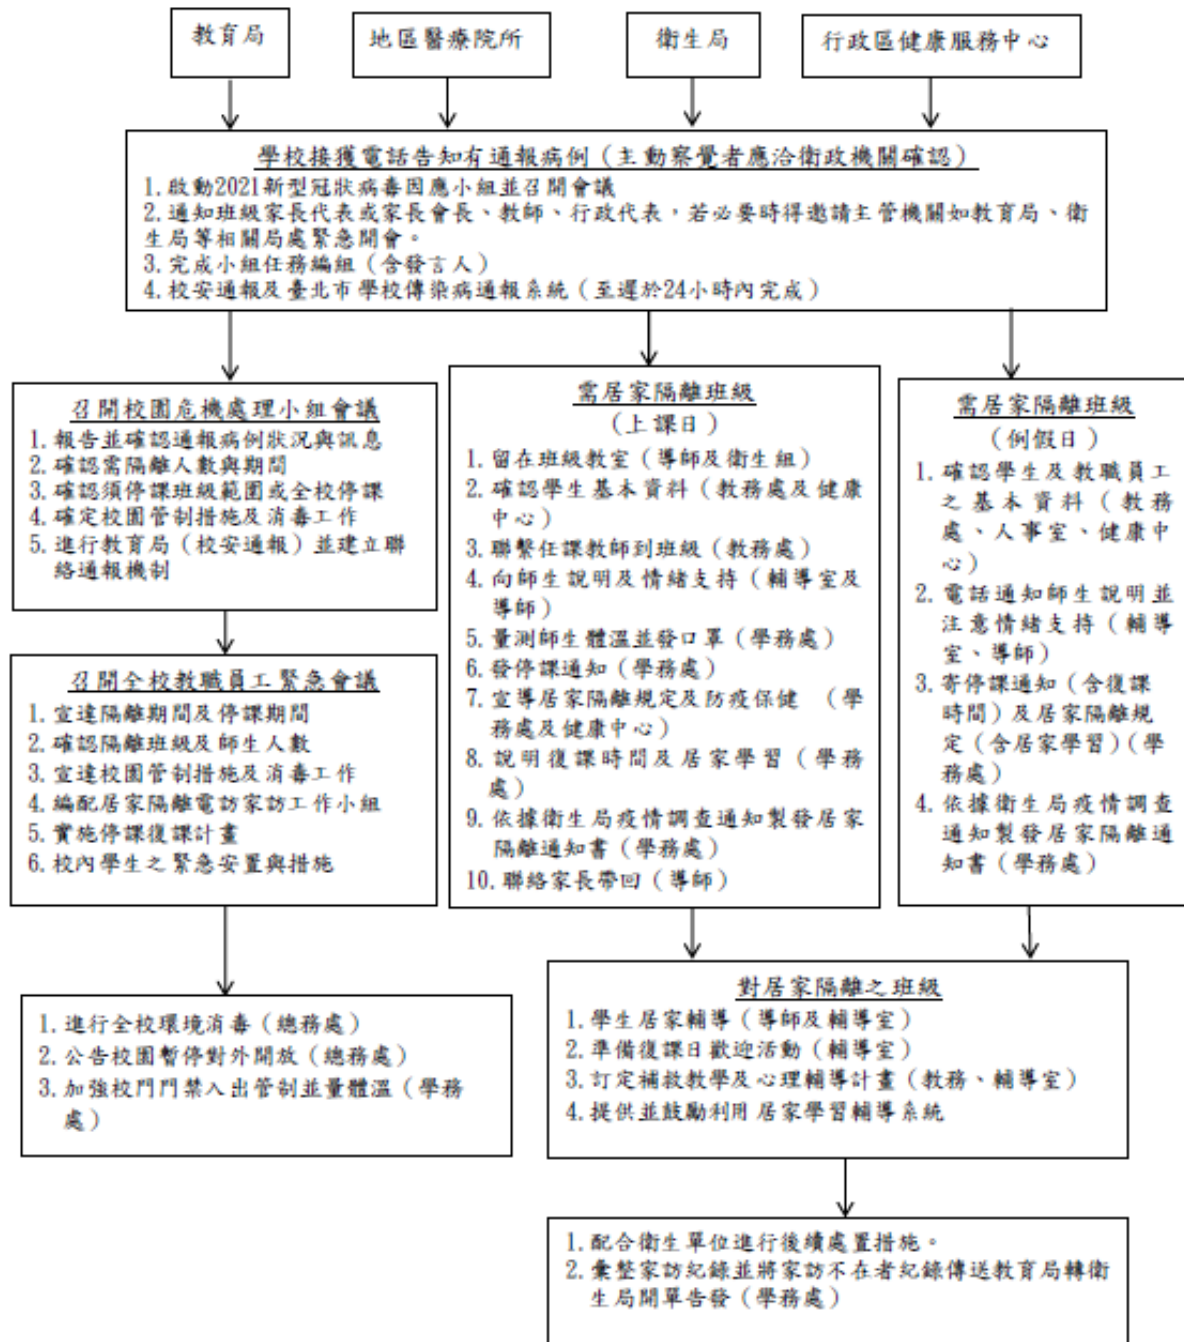 教育局
地區醫療院所
衛生局
行政區健康服務中心
學校接獲電話告知有通報病例（主動察覺者應洽衛政機關確認）
1.啟動2021新型冠狀病毒因應小組並召開會議
2.通知班級家長代表或家長會長、教師、行政代表，若必要時得邀請主管機關如教育局、衛
生局等相關局處緊急開會。
3.完成小組任務編組（含發言人）
4.校安通報及臺北市學校傳染病通報系統（至遲於24小時內完成）
召開校園危機處理小組會議
1.報告並確認通報病例狀況與訊息
2.確認需隔離人數與期間
3.確認須停課班級範圍或全校停課
4.確定校園管制措施及消毒工作
5.進行教育局（校安通報）並建立聯
絡通報機制
召開全校教職員工緊急會議
1.宣達隔離期間及停課期間
2.確認隔離班級及師生人數
3.宣達校園管制措施及消毒工作
4.編配居家隔離電訪家訪工作小組
5.實施停課復課計畫
6.校內學生之緊急安置與措施
1.進行全校環境消毒（總務處）
2.公告校園暫停對外開放（總務處）
3.加強校門門禁入出管制並量體溫（學務
處）
需居家隔離班級
（上課日）
1.留在班級教室（導師及衛生組）
2.確認學生基本資料（教務處及健康
中心）
3.聯繫任課教師到班級（教務處）
4.向師生說明及情緒支持（輔導室及
導師）
5.量測師生體溫並發口罩（學務處）
6.發停課通知（學務處）
7.宣導居家隔離規定及防疫保健 （學
務處及健康中心）
8.說明復課時間及居家學習（學務
處）
9.依據衛生局疫情調查通知製發居家
隔離通知書（學務處）
10.聯絡家長帶回（導師）
需居家隔離班級
（例假日）
1.確認學生及教職員工
之基本資料（教務
處、人事室、健康中
心）
2.電話通知師生說明並
注意情緒支持（輔導
室、導師）
3.寄停課通知（含復課
時間）及居家隔離規
定（含居家學習）(學
務處）
4.依據衛生局疫情調查
通知製發居家隔離通
知書（學務處）
對居家隔離之班級
1.學生居家輔導（導師及輔導室）
2.準備復課日歡迎活動（輔導室）
3.訂定補救教學及心理輔導計畫（教務、輔導室）
4.提供並鼓勵利用居家學習輔導系統
1.配合衛生單位進行後續處置措施。
2.彙整家訪紀錄並將家訪不在者紀錄傳送教育局轉衛
生局開單告發（學務處）